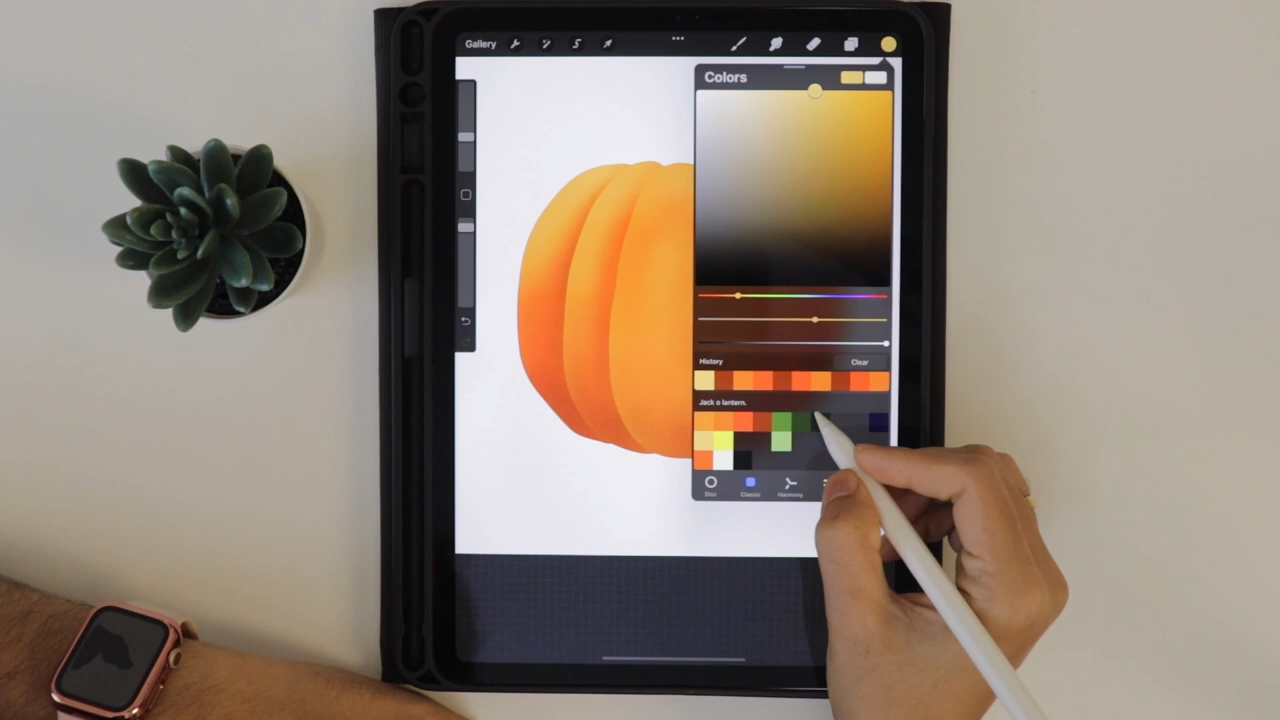 Gallery
Colors
History
Clear
Jack o lantern.
Disc
Classic
Harmony